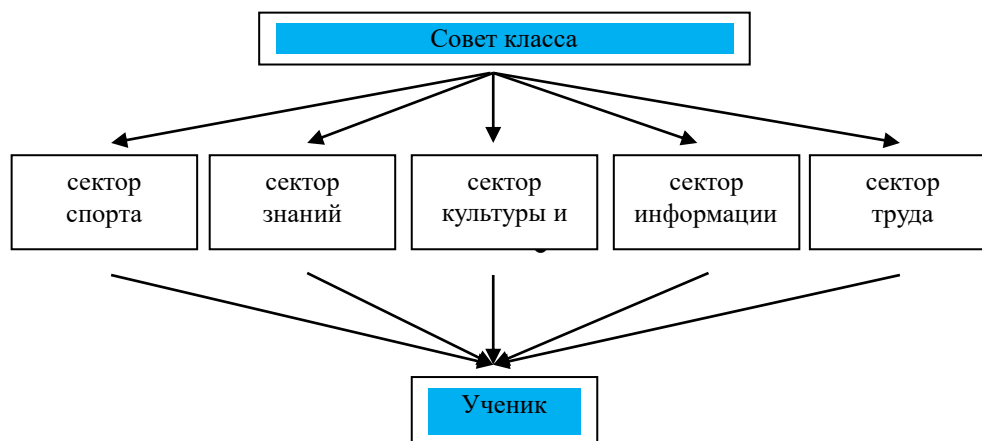 Совет класса
сектор
спорта
сектор
знаний
сектор
культуры и
сектор
информации
сектор
труда
Ученик